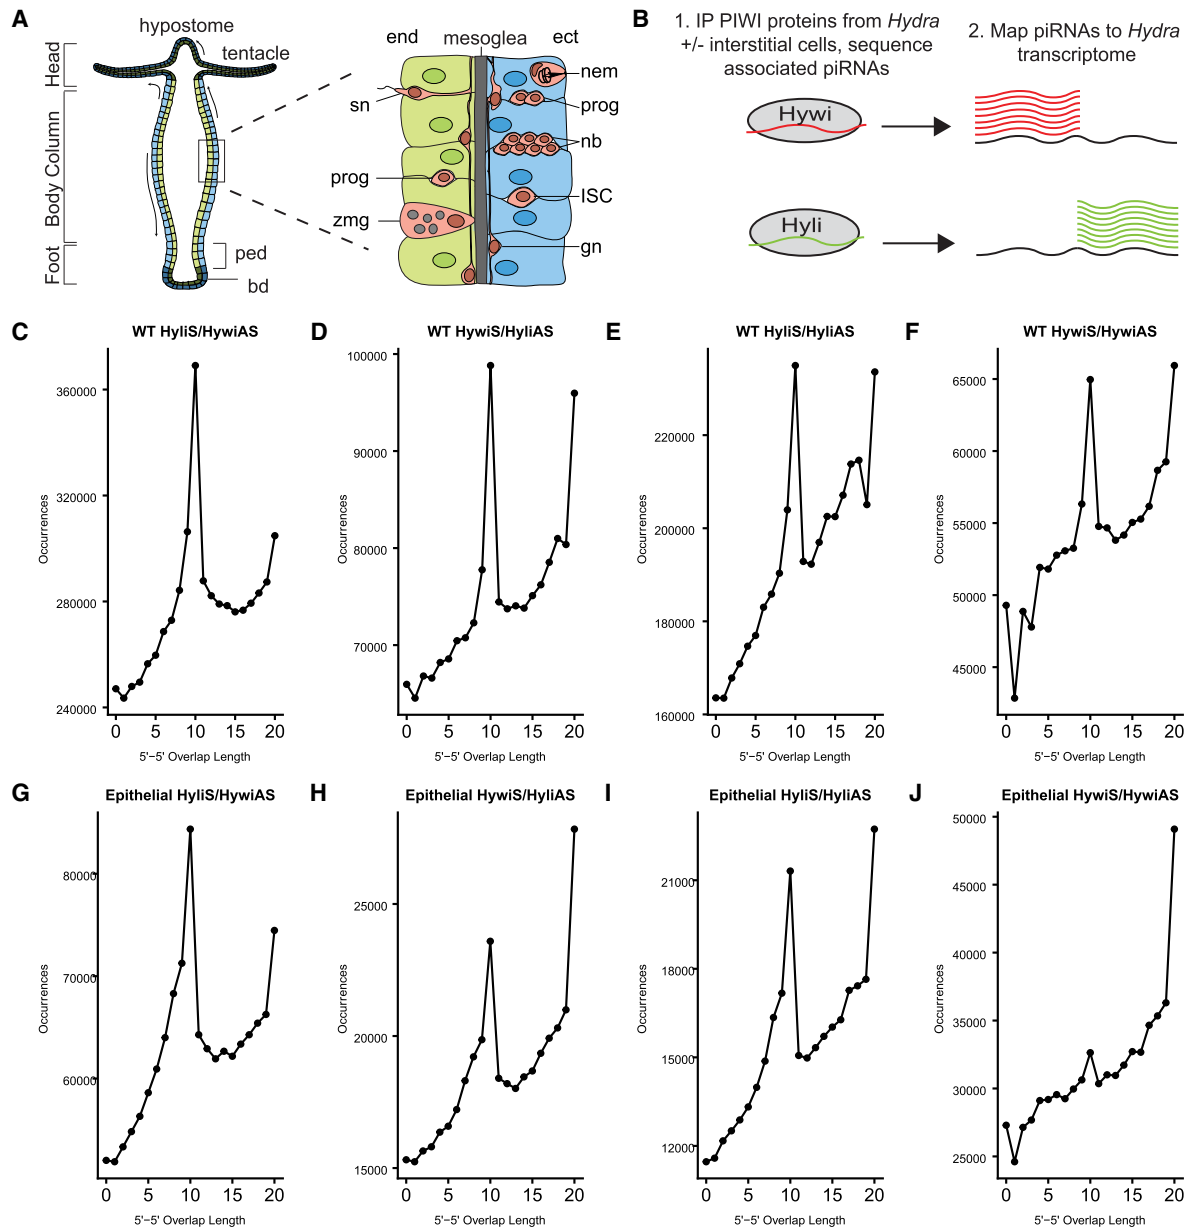 A
hypostome
tentacle
Head
Body Column
Foot
ped
bd
end
mesoglea
ect
sn
prog
zmg
nem
prog
nb
ISC
gn
B
1. IP PIWI proteins from Hydra
+/- interstitial cells, sequence
associated piRNAs
2. Map piRNAs to Hydra
transcriptome
Hywi
Hyli
C
WT HyliS/HywiAS
Occurrences
360000
320000
280000
240000
0 5 10 15 20
5'−5' Overlap Length
D
WT HywiS/HyliAS
Occurrences
100000
90000
80000
70000
0 5 10 15 20
5'−5' Overlap Length
E
WT HyliS/HyliAS
Occurrences
220000
200000
180000
160000
0 5 10 15 20
5'−5' Overlap Length
F
WT HywiS/HywiAS
Occurrences
65000
60000
55000
50000
45000
0 5 10 15 20
5'−5' Overlap Length
G
Epithelial HyliS/HywiAS
Occurrences
80000
70000
60000
0 5 10 15 20
5'−5' Overlap Length
H
Epithelial HywiS/HyliAS
Occurrences
25000
20000
15000
0 5 10 15 20
5'−5' Overlap Length
I
Epithelial HyliS/HyliAS
Occurrences
21000
18000
15000
12000
0 5 10 15 20
5'−5' Overlap Length
J
Epithelial HywiS/HywiAS
Occurrences
50000
45000
40000
35000
30000
25000
0 5 10 15 20
5'−5' Overlap Length